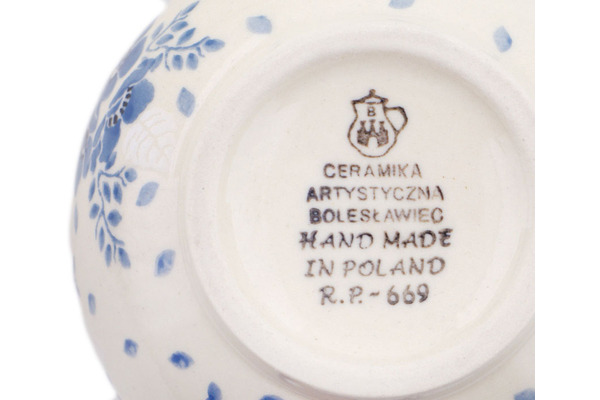 B
CERAMIKA
ARTYSTYCZNA
BOLESŁAWIEC
HAND MADE
IN POLAND
R.P.-669